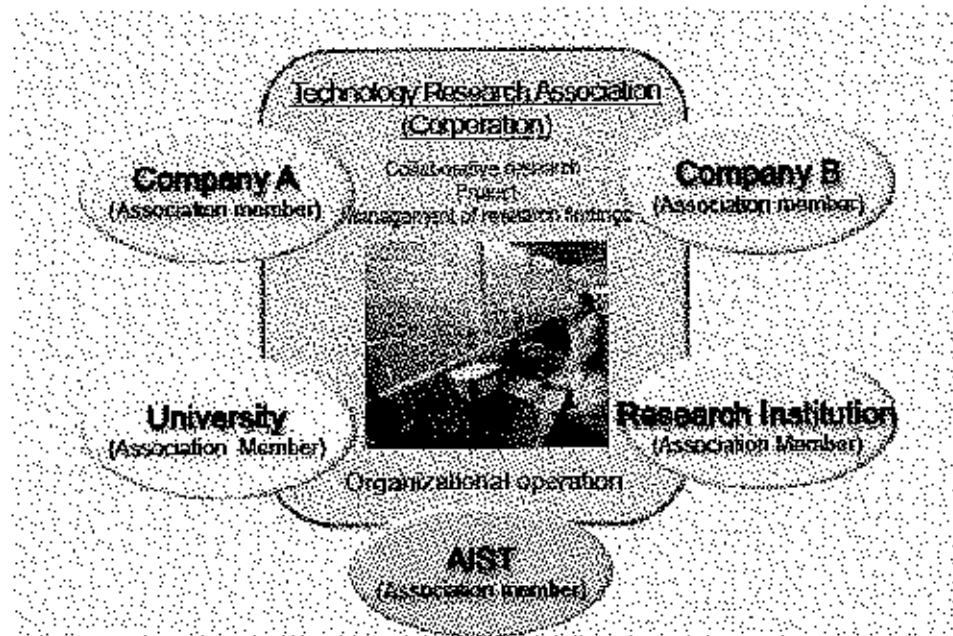 Technology Research Association
(Corporation)
Collaborative research
Project
Management of research findings
Company A
(Association member)
Company B
(Association member)
University
(Association Member)
Research Institution
(Association Member)
Organizational operation
AIST
(Association member)